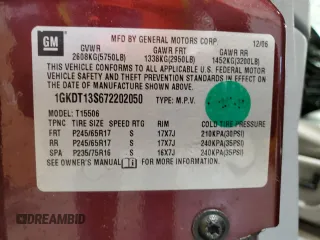 GM
MFD BY GENERAL MOTORS CORP
12/06
GVWR GAWR FRT GAWR RR
2608KG(5750LB) 1338KG(2950LB) 1452KG(3200LB)
THIS VEHICLE CONFORMS TO ALL APPLICABLE U.S. FEDERAL MOTOR
VEHICLE SAFETY AND THEFT PREVENTION STANDARDS IN EFFECT ON
THE DATE OF MANUFACTURE SHOWN ABOVE.
1GKDT13S672202050 TYPE: M.P.V.
MODEL: T15506
TPNC TIRE SIZE SPEED RTG RIM COLD TIRE PRESSURE
FRT P245/65R17 S 17X7J 210KPA(30PSI)
RR P245/65R17 S 17X7J 240KPA(35PSI)
SPA P235/75R16 S 16X7J 240KPA(35PSI)
SEE OWNER'S MANUAL
DREAMBID